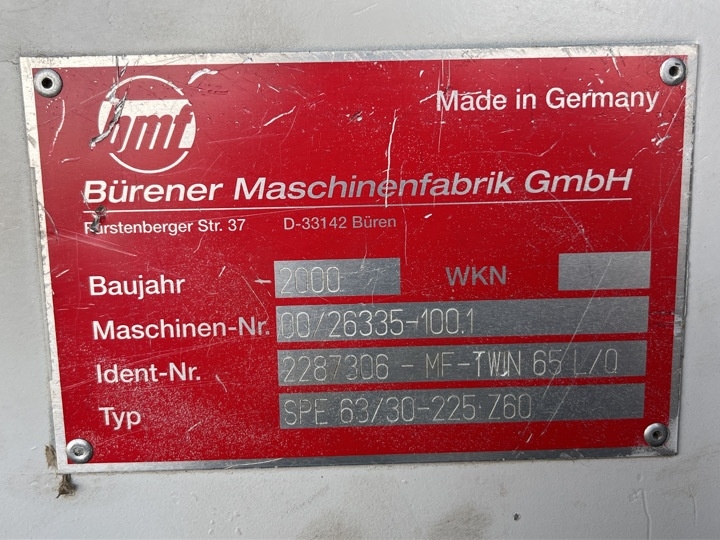 bmf
Made in Germany
Bürener Maschinenfabrik GmbH
Fürstenberger Str. 37 D-33142 Büren
Baujahr 2000 WKN
Maschinen-Nr. 00/26335-100.1
Ident-Nr. 2287306 - MF-TWIN 65 L/O
Typ SPE 63/30-225 Z60